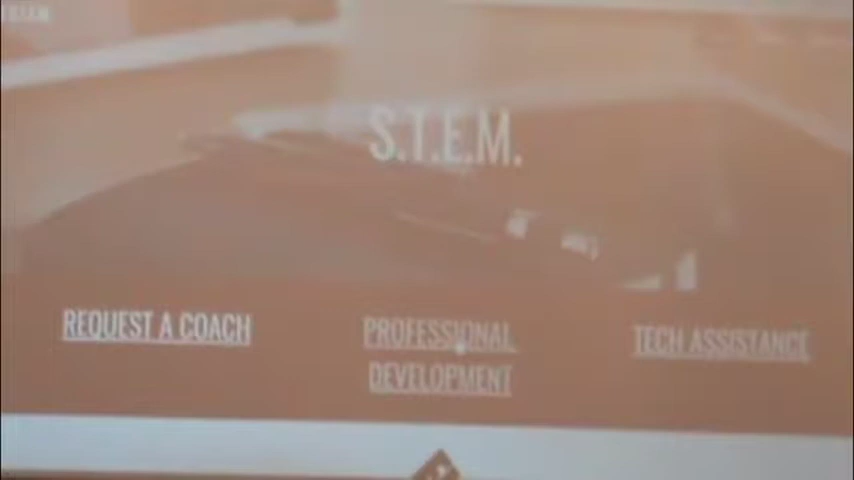 S.T.E.M.
REQUEST A COACH
PROFESSIONAL
DEVELOPMENT
TECH ASSISTANCE